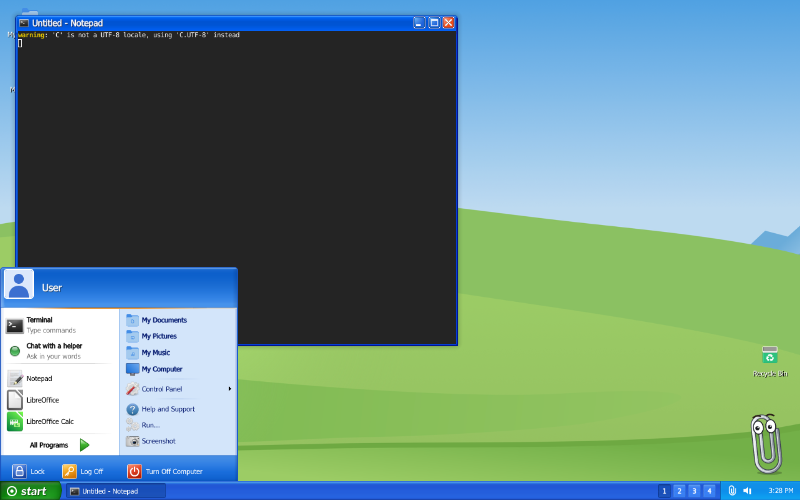 Untitled - Notepad
warning: 'C' is not a UTF-8 locale, using 'C.UTF-8' instead
User
Terminal
Type commands
Chat with a helper
Ask in your words
Notepad
LibreOffice
LibreOffice Calc
All Programs
My Documents
My Pictures
My Music
My Computer
Control Panel
Help and Support
Run...
Screenshot
Lock
Log Off
Turn Off Computer
Recycle Bin
start
Untitled - Notepad
1 2 3 4
3:28 PM